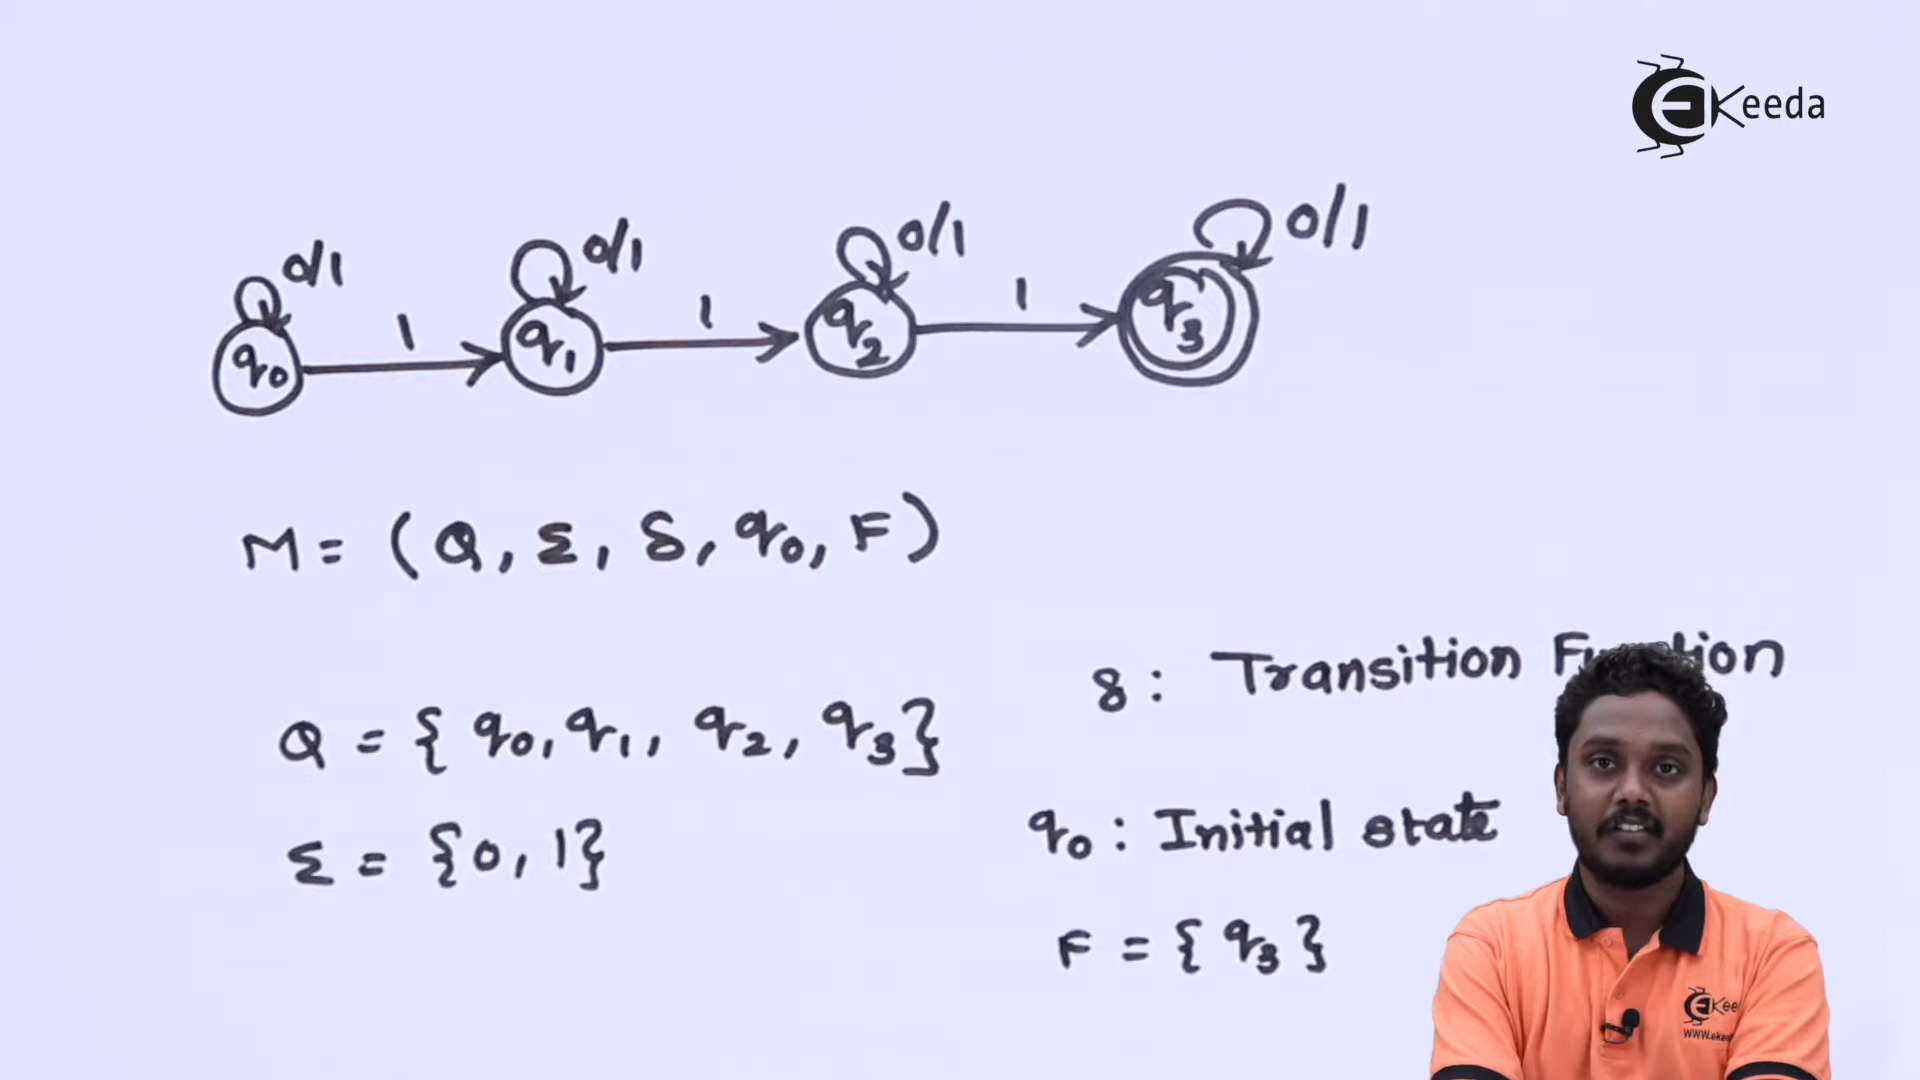 eKeeda
0/1 0/1 0/1 0/1
1 1 1
q0 q1 q2 q3
M = (Q, Σ, δ, q0, F)
Q = {q0, q1, q2, q3}
Σ = {0, 1}
δ: Transition
q0: Initial state
F = {q3}